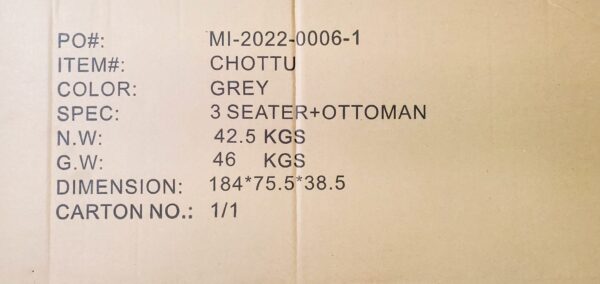 PO#: MI-2022-0006-1
ITEM#: CHOTTU
COLOR: GREY
SPEC: 3 SEATER+OTTOMAN
N.W: 42.5 KGS
G.W: 46 KGS
DIMENSION: 184*75.5*38.5
CARTON NO.: 1/1